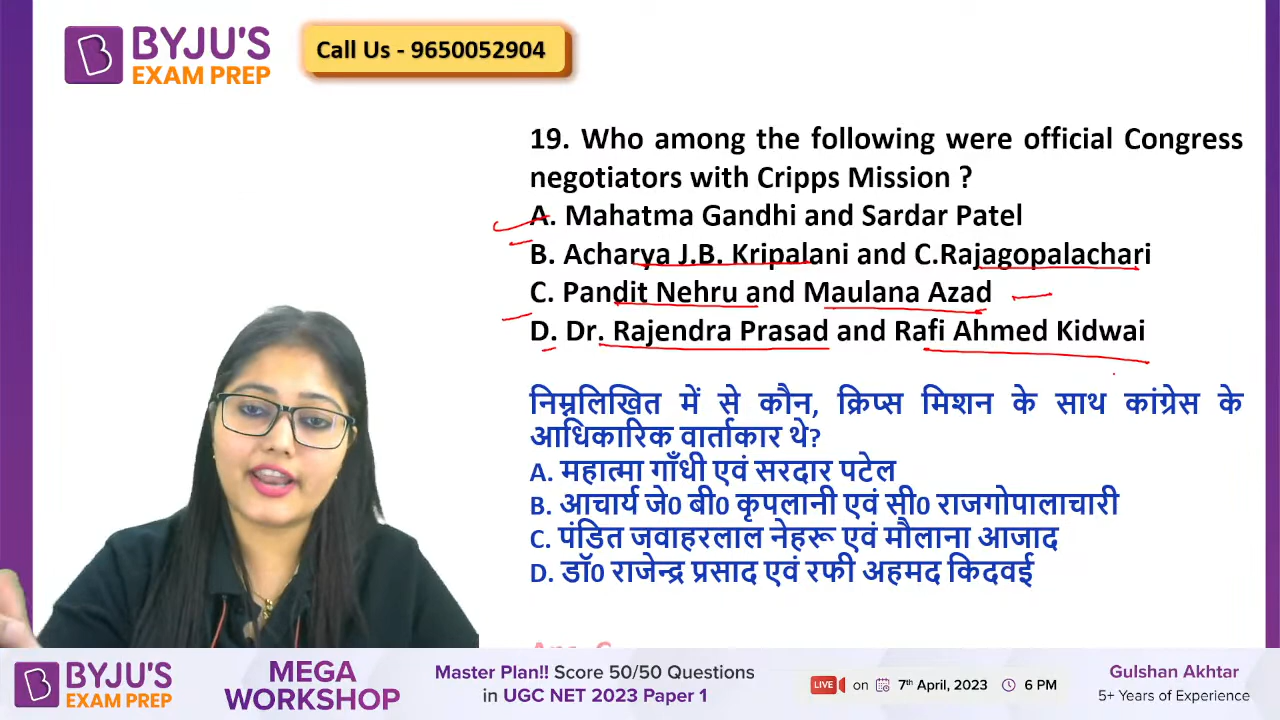 BYJU'S
EXAM PREP
Call Us - 9650052904
19. Who among the following were official Congress
negotiators with Cripps Mission ?
A. Mahatma Gandhi and Sardar Patel
B. Acharya J.B. Kripalani and C.Rajagopalachari
C. Pandit Nehru and Maulana Azad
D. Dr. Rajendra Prasad and Rafi Ahmed Kidwai
निम्नलिखित में से कौन, क्रिप्स मिशन के साथ कांग्रेस के
आधिकारिक वार्ताकार थे?
A. महात्मा गाँधी एवं सरदार पटेल
B. आचार्य जे0 बी0 कृपलानी एवं सी0 राजगोपालाचारी
C. पंडित जवाहरलाल नेहरू एवं मौलाना आजाद
D. डॉ0 राजेन्द्र प्रसाद एवं रफी अहमद किदवई
BYJU'S
EXAM PREP
MEGA
WORKSHOP
Master Plan!! Score 50/50 Questions
in UGC NET 2023 Paper 1
LIVE on 7th April, 2023 6 PM
Gulshan Akhtar
5+ Years of Experience